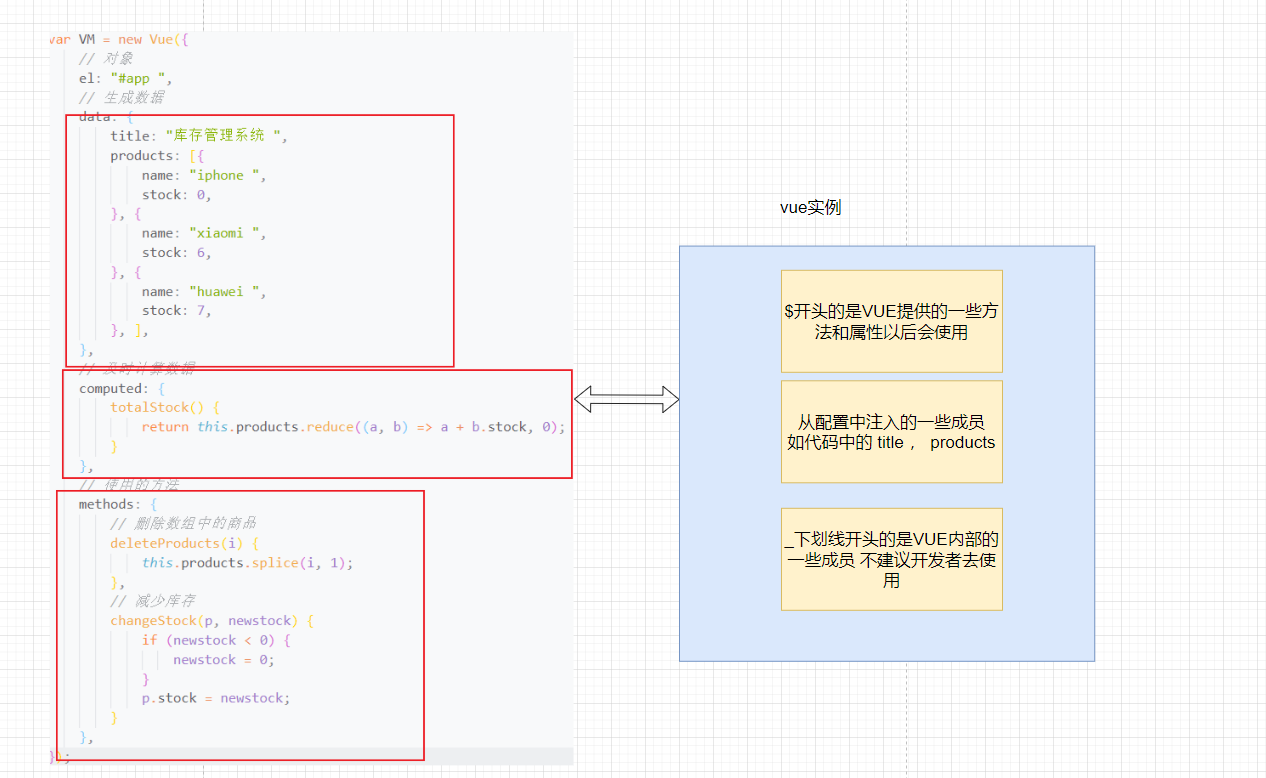 var VM = new Vue({
// 对象
el: "#app ",
// 生成数据
data: {
title: "库存管理系统 ",
products: [{
name: "iphone ",
stock: 0,
}, {
name: "xiaomi ",
stock: 6,
}, {
name: "huawei ",
stock: 7,
}, ],
},
// 及时计算数据
computed: {
totalStock() {
return this.products.reduce((a, b) => a + b.stock, 0);
}
},
// 使用的方法
methods: {
// 删除数组中的商品
deleteProducts(i) {
this.products.splice(i, 1);
},
// 减少库存
changeStock(p, newstock) {
if (newstock < 0) {
newstock = 0;
}
p.stock = newstock;
}
},
});
vue实例
$开头的是VUE提供的一些方
法和属性以后会使用
从配置中注入的一些成员
如代码中的 title ， products
_下划线开头的是VUE内部的
一些成员 不建议开发者去使
用